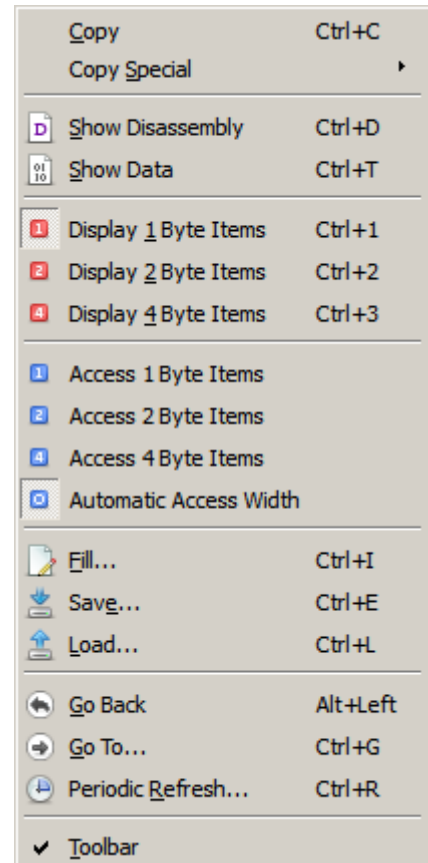 Copy Ctrl+C
Copy Special
D Show Disassembly Ctrl+D
01 10 Show Data Ctrl+T
1 Display 1 Byte Items Ctrl+1
2 Display 2 Byte Items Ctrl+2
4 Display 4 Byte Items Ctrl+3
1 Access 1 Byte Items
2 Access 2 Byte Items
4 Access 4 Byte Items
Automatic Access Width
Fill... Ctrl+I
Save... Ctrl+E
Load... Ctrl+L
Go Back Alt+Left
Go To... Ctrl+G
Periodic Refresh... Ctrl+R
Toolbar